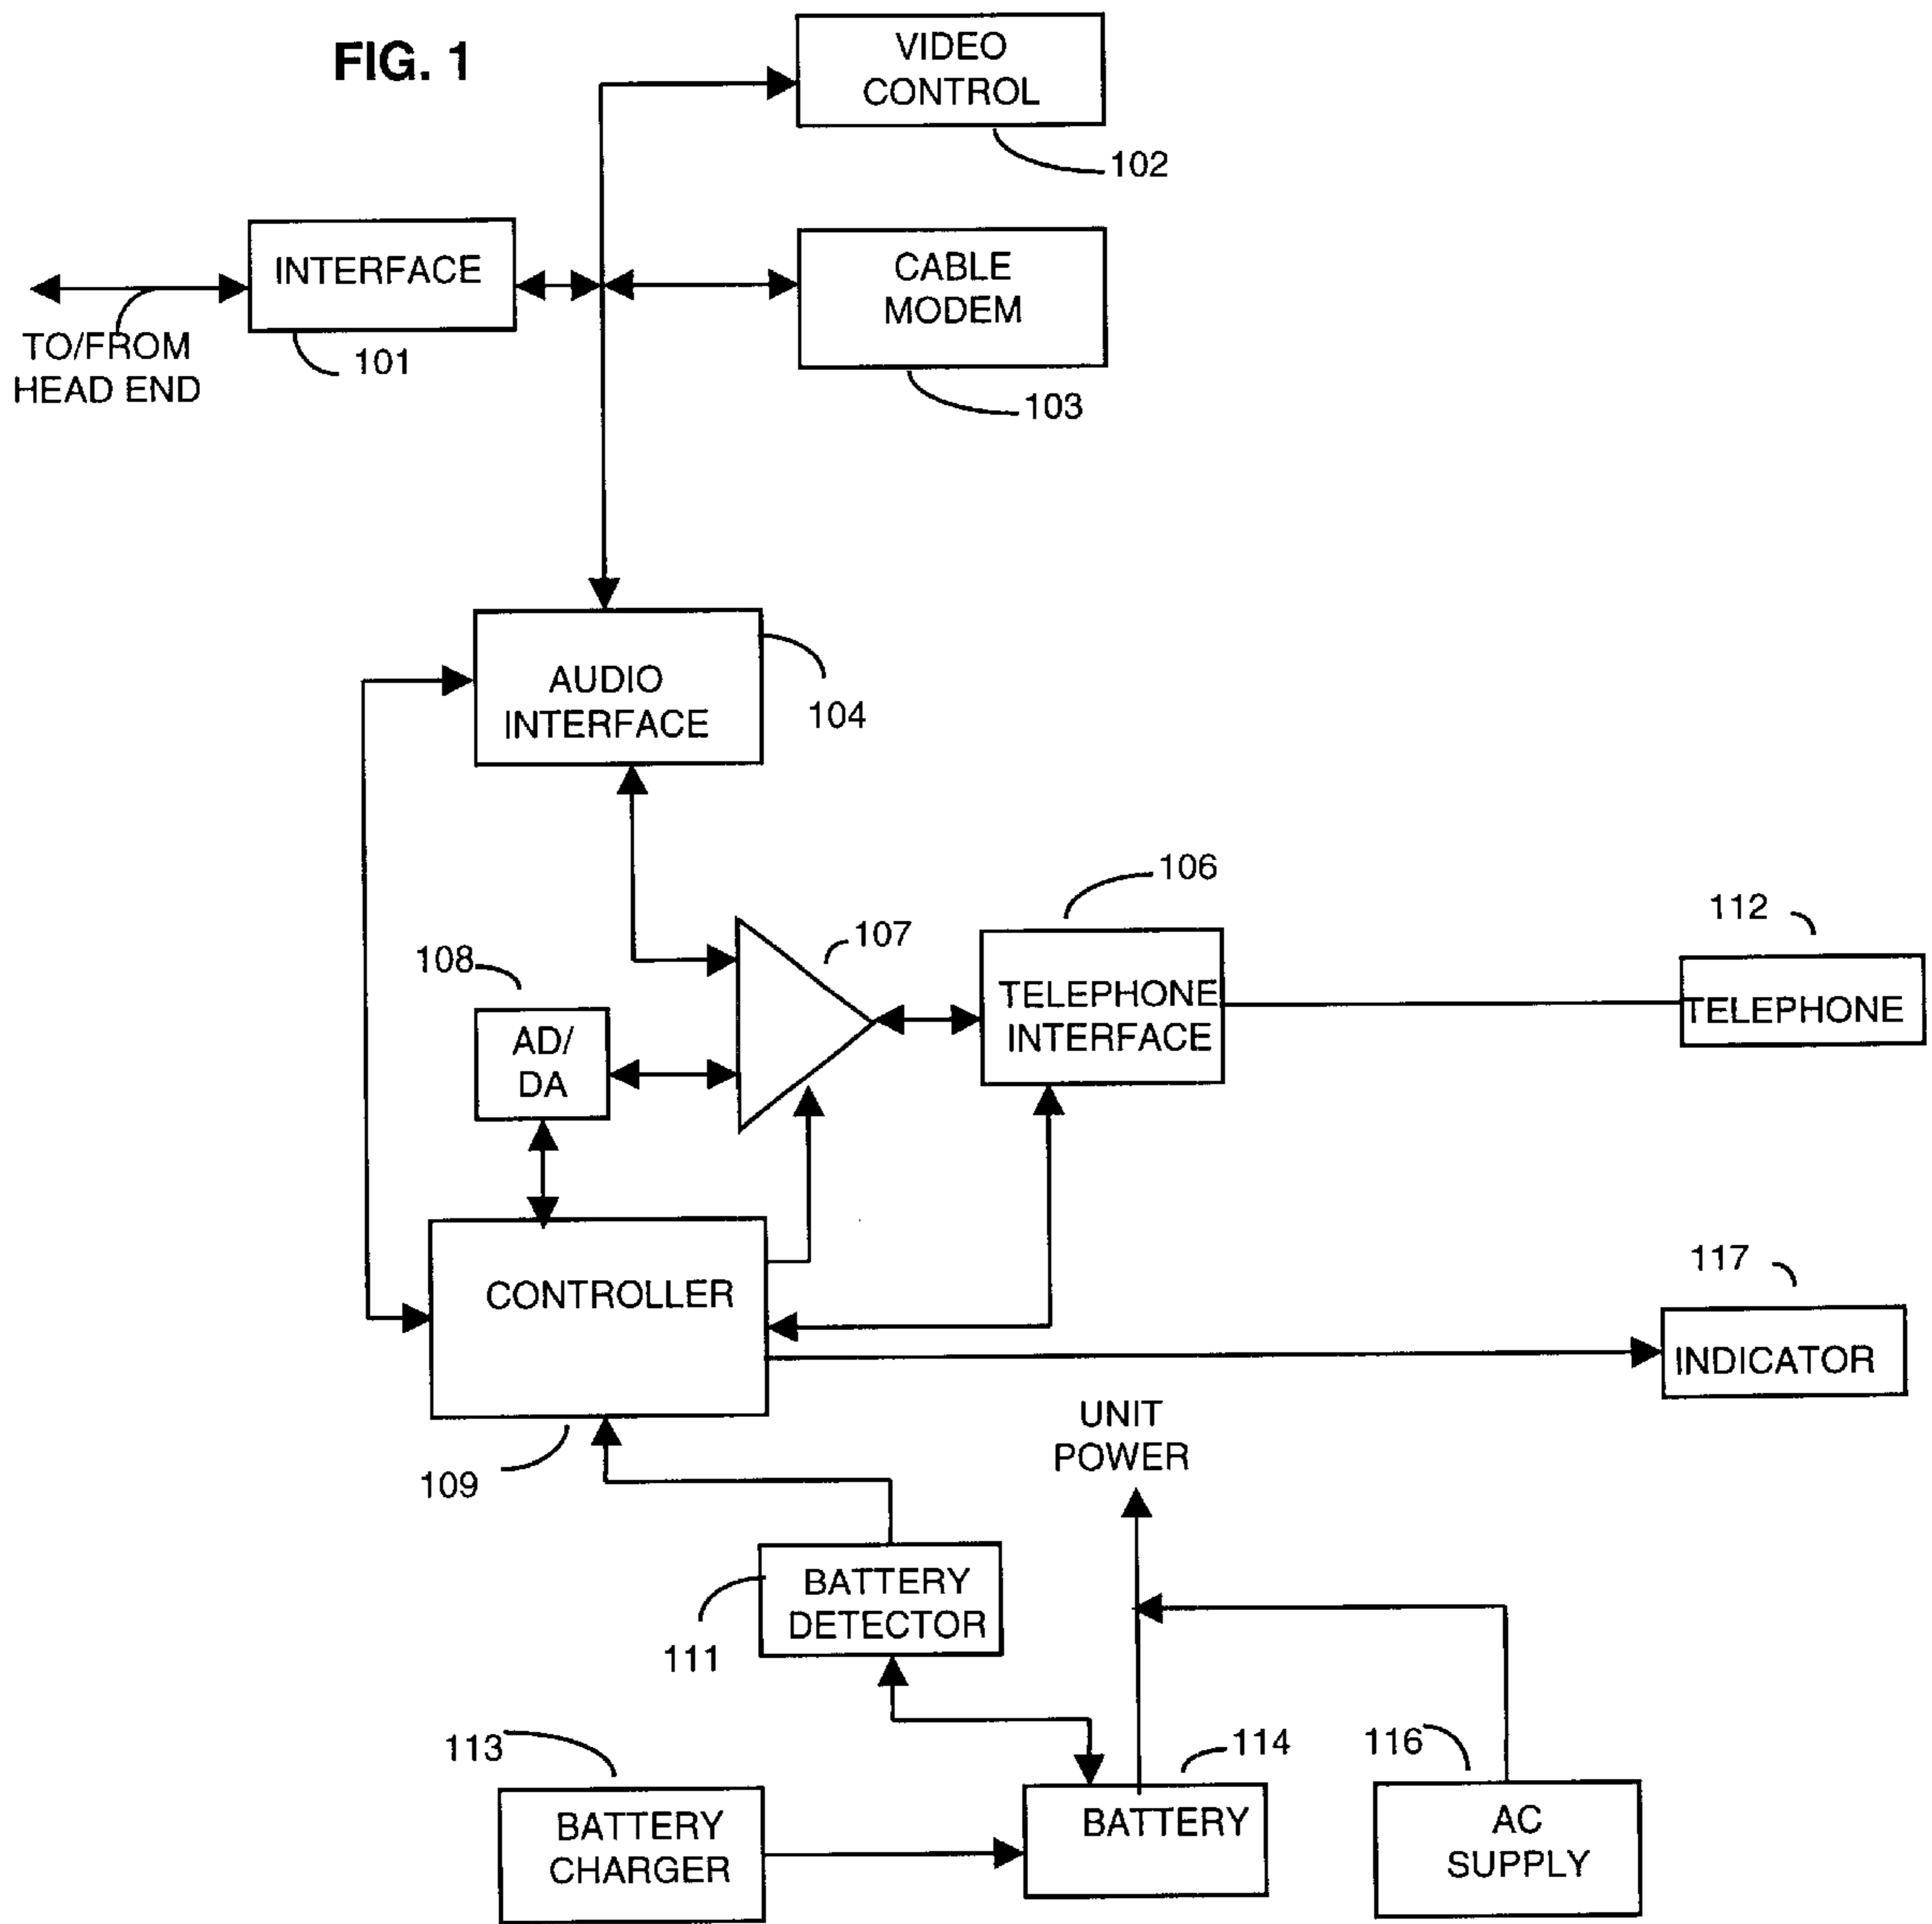 FIG. 1
VIDEO
CONTROL
102
INTERFACE
101
TO/FROM
HEAD END
CABLE
MODEM
103
AUDIO
INTERFACE
104
106
107
108
112
TELEPHONE
INTERFACE
TELEPHONE
AD/
DA
CONTROLLER
109
117
INDICATOR
UNIT
POWER
BATTERY
DETECTOR
111
113
114
116
BATTERY
CHARGER
BATTERY
AC
SUPPLY